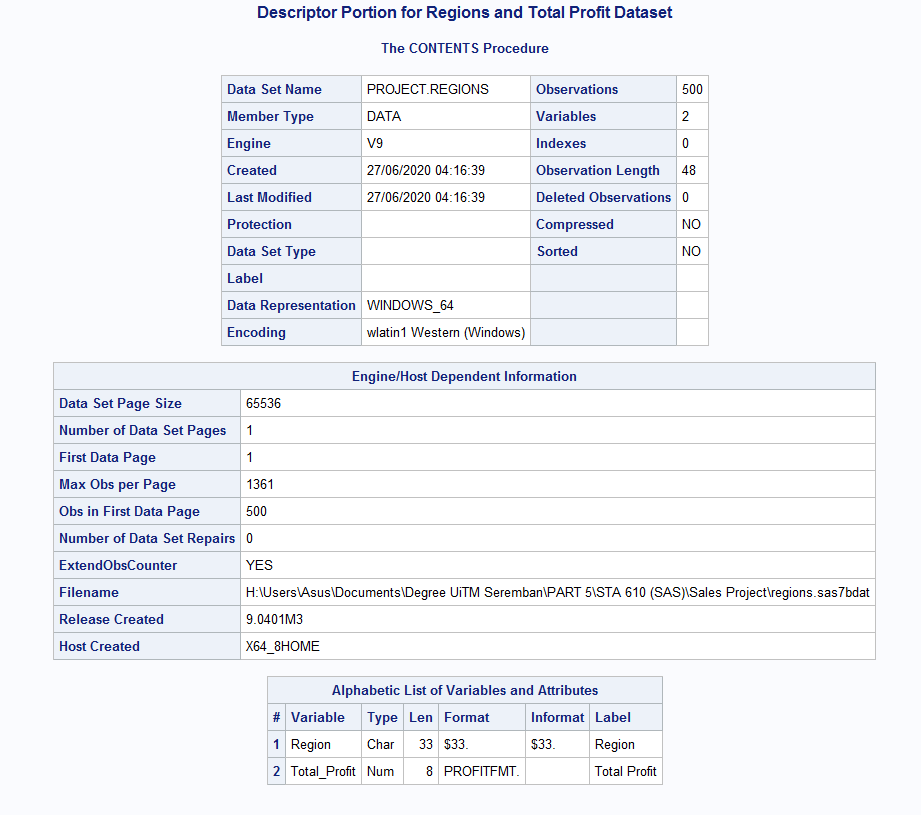 Descriptor Portion for Regions and Total Profit Dataset
The CONTENTS Procedure
Data Set Name PROJECT.REGIONS Observations 500
Member Type DATA Variables 2
Engine V9 Indexes 0
Created 27/06/2020 04:16:39 Observation Length 48
Last Modified 27/06/2020 04:16:39 Deleted Observations 0
Protection Compressed NO
Data Set Type Sorted NO
Label
Data Representation WINDOWS_64
Encoding wlatin1 Western (Windows)
Engine/Host Dependent Information
Data Set Page Size 65536
Number of Data Set Pages 1
First Data Page 1
Max Obs per Page 1361
Obs in First Data Page 500
Number of Data Set Repairs 0
ExtendObsCounter YES
Filename H:\Users\Asus\Documents\Degree UiTM Seremban\PART 5\STA 610 (SAS)\Sales Project\regions.sas7bdat
Release Created 9.0401M3
Host Created X64_8HOME
Alphabetic List of Variables and Attributes
# Variable Type Len Format Informat Label
1 Region Char 33 $33. $33. Region
2 Total_Profit Num 8 PROFITFMT. Total Profit